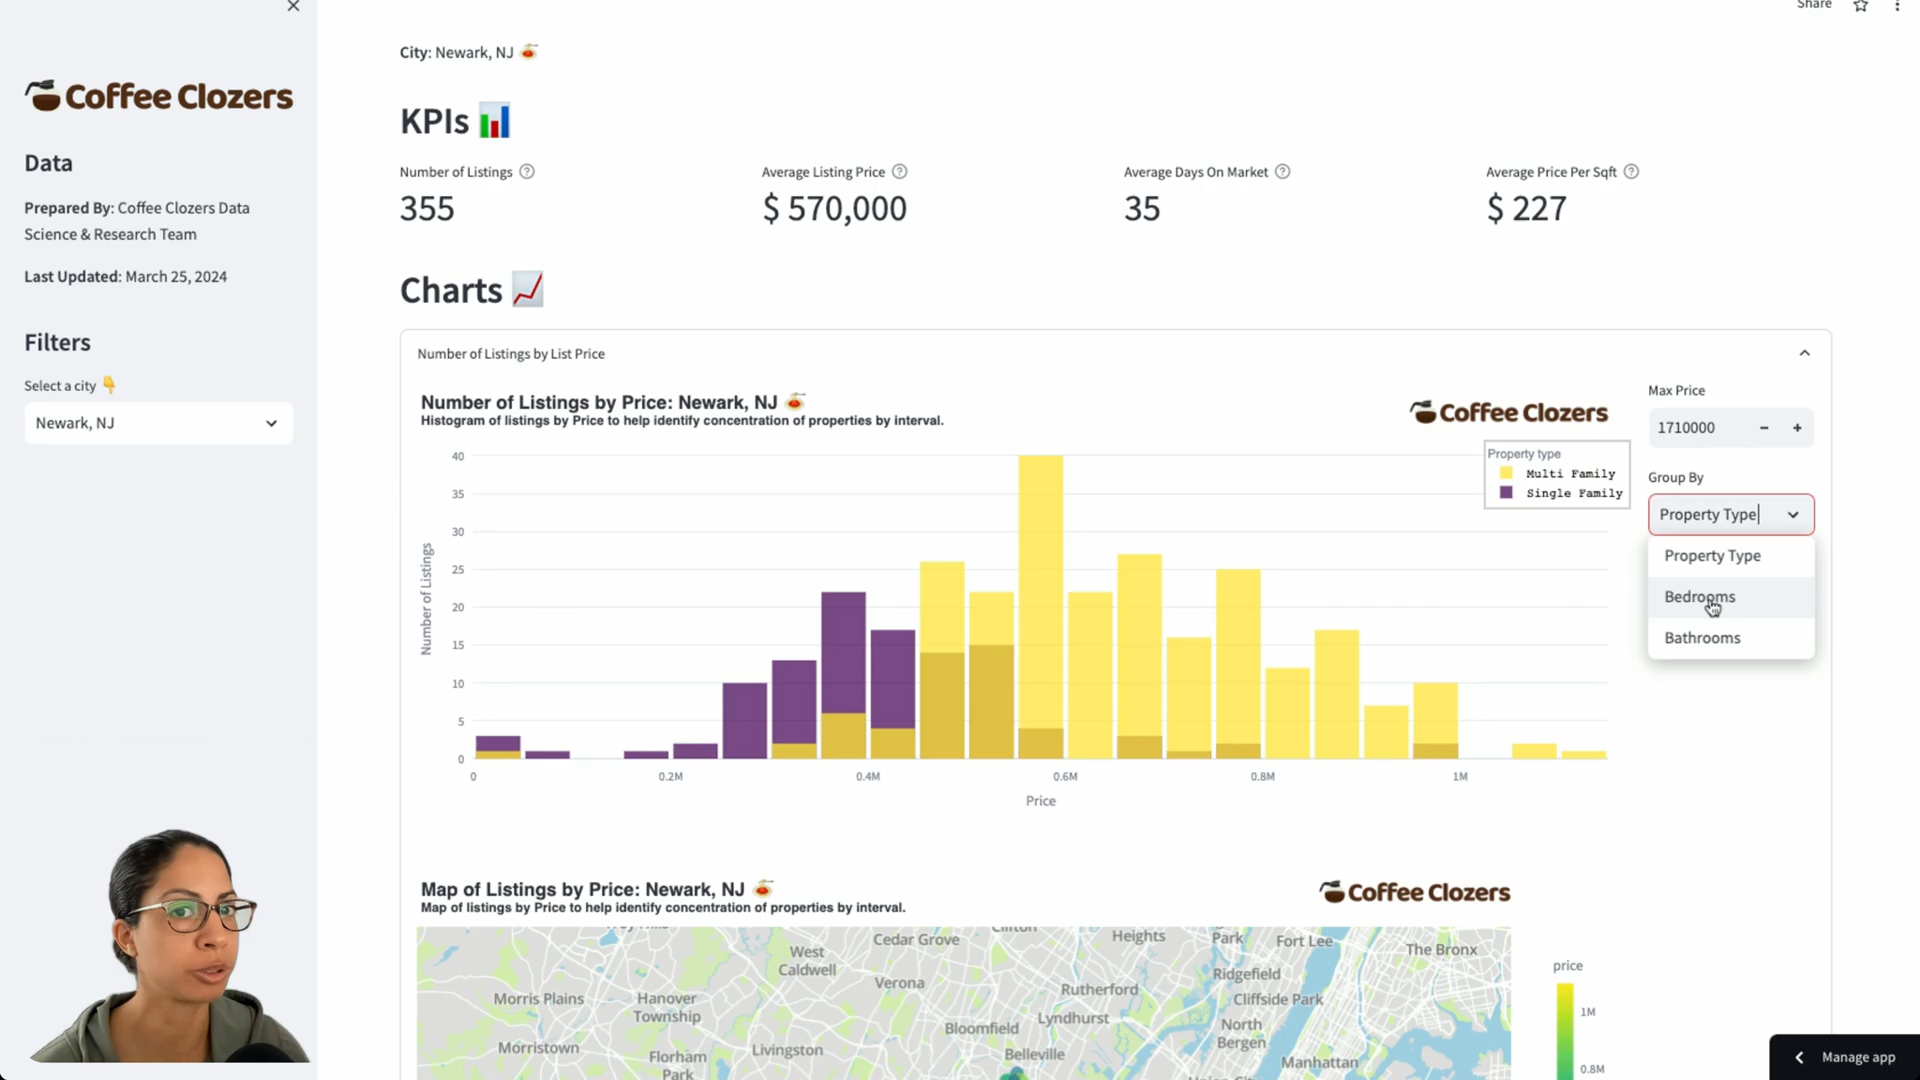 Share
City: Newark, NJ
Coffee Clozers
KPIs
Data
Number of Listings
Average Listing Price
Average Days On Market
Average Price Per Sqft
355
$ 570,000
35
$ 227
Prepared By: Coffee Clozers Data
Science & Research Team
Last Updated: March 25, 2024
Charts
Filters
Select a city
Newark, NJ
Number of Listings by List Price
Number of Listings by Price: Newark, NJ
Histogram of listings by Price to help identify concentration of properties by interval.
Coffee Clozers
Max Price
1710000
Property type
Multi Family
Single Family
Group By
Property Type
Property Type
Bedrooms
Bathrooms
Number of Listings
40
35
30
25
20
15
10
5
0
0
0.2M
0.4M
0.6M
0.8M
1M
Price
Map of Listings by Price: Newark, NJ
Map of listings by Price to help identify concentration of properties by interval.
Coffee Clozers
Clifton
Heights
Park
Fort Lee
The Bronx
Cedar Grove
West
Caldwell
Verona
Ridgefield
Rutherford
Cliffside Park
Morris Plains
Hanover
Township
Lyndhurst
Bloomfield
North
Bergen
Morristown
Florham
Park
Livingston
Belleville
Manhattan
price
1M
0.8M
Manage app